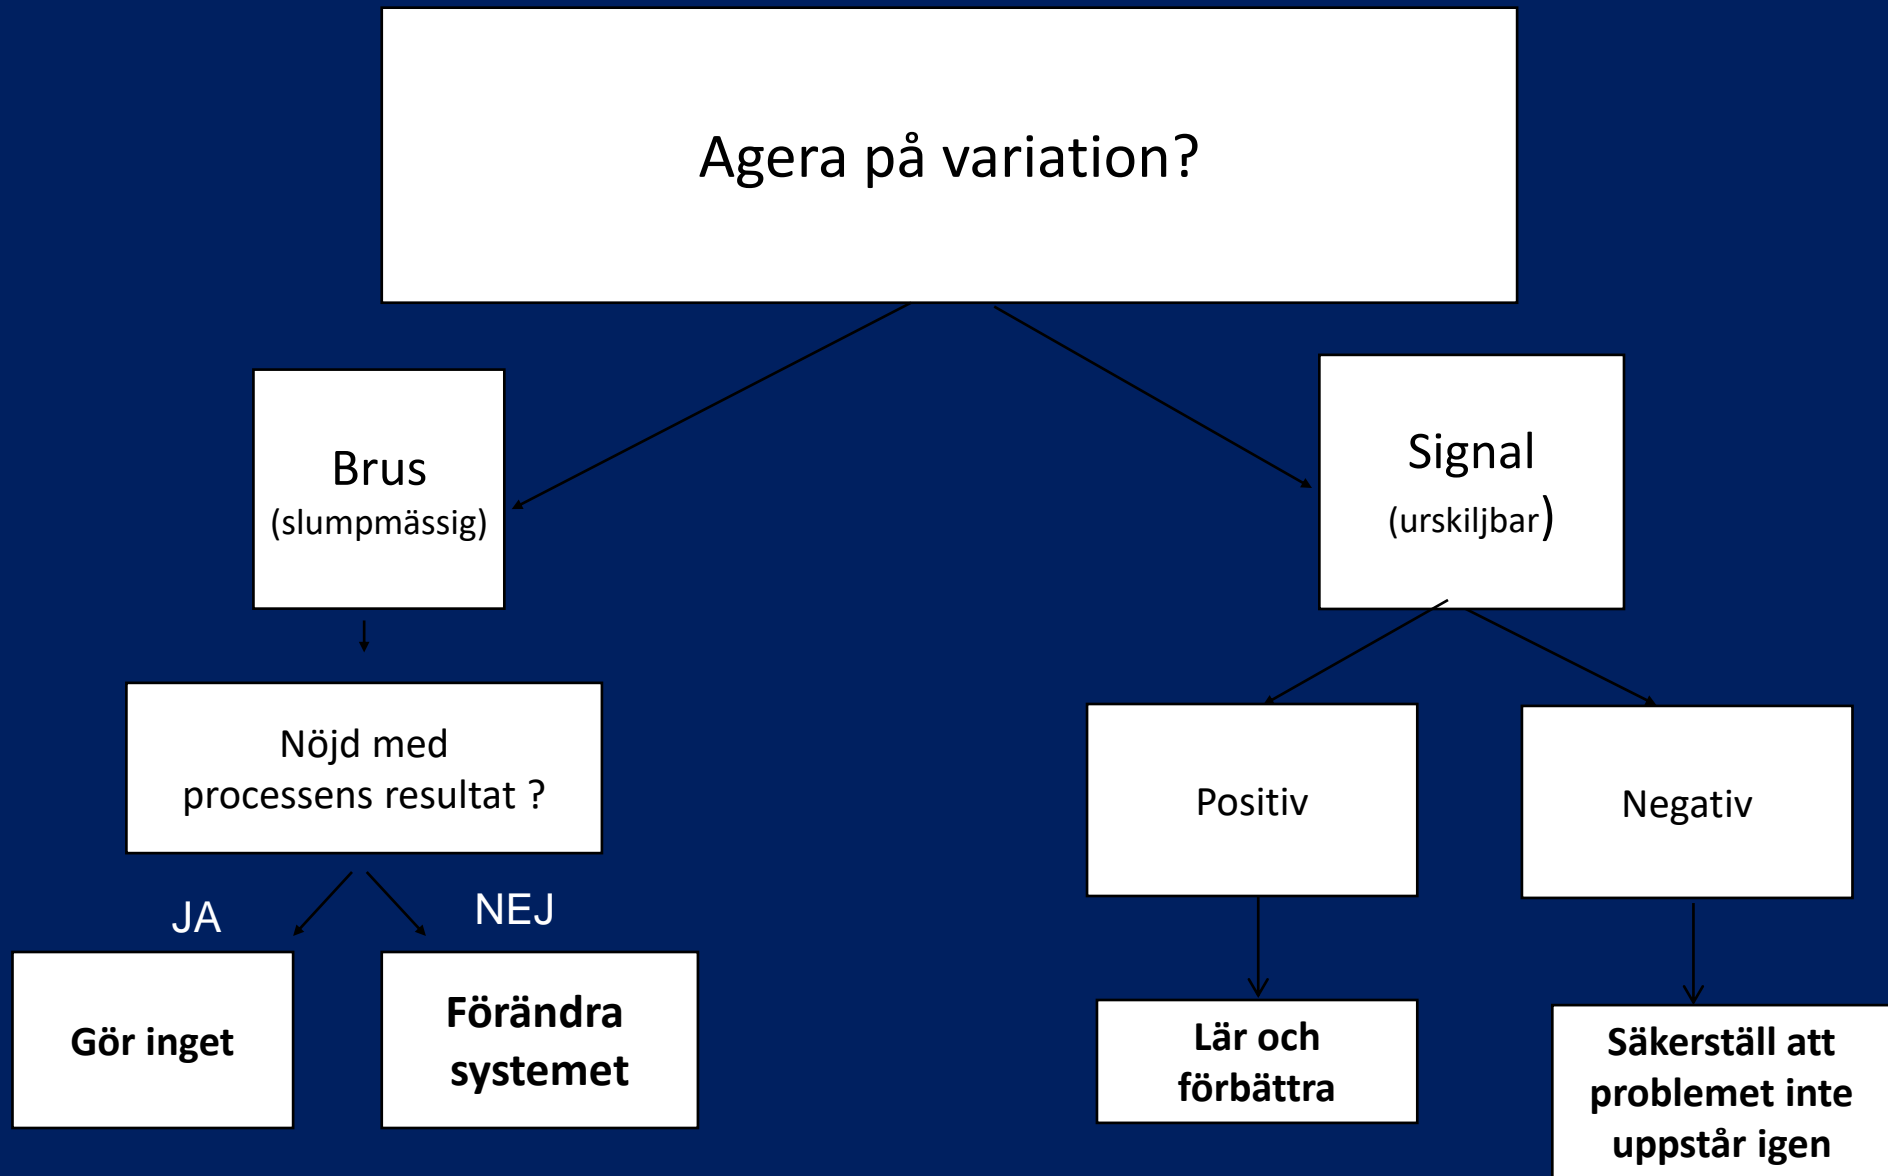 Agera på variation?
Brus
(slumpmässig)
Signal
(urskiljbar)
Nöjd med
processens resultat ?
Positiv
Negativ
JA
NEJ
Gör inget
Förändra
systemet
Lär och
förbättra
Säkerställ att
problemet inte
uppstår igen